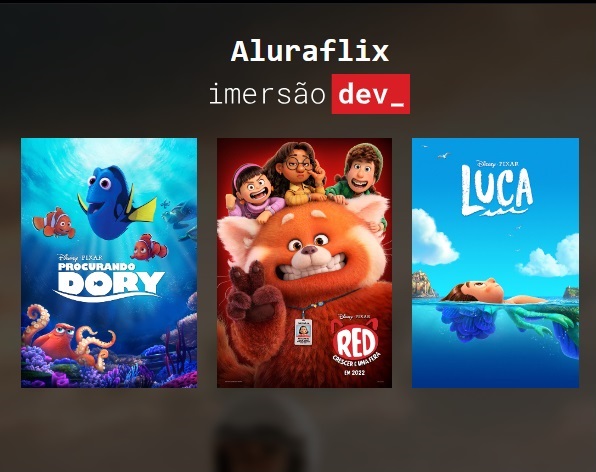 Aluraflix
imersão dev_
Disney PIXAR
PROCURANDO
DORY
Disney PIXAR
RED
CRESCER É UMA FERA
EM 2022
Disney PIXAR
LUCA